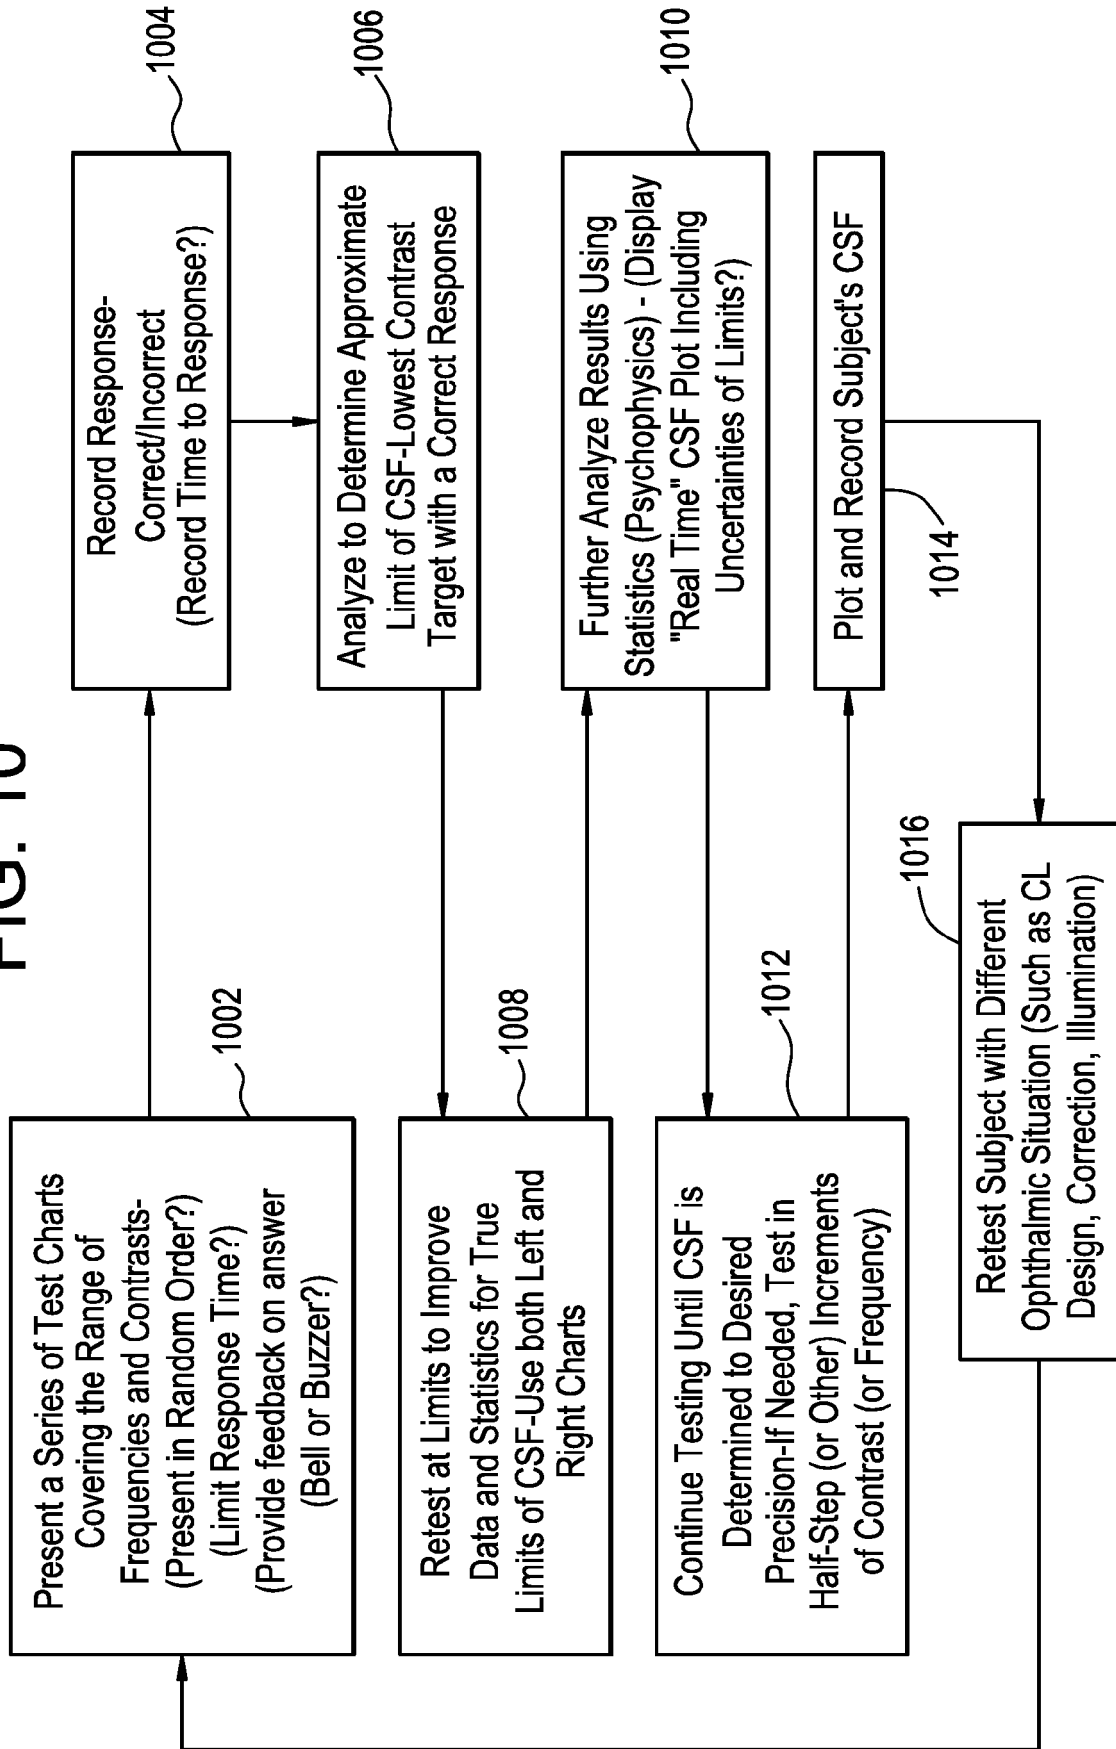 FIG. 10
Present a Series of Test Charts
Covering the Range of
Frequencies and Contrasts-
(Present in Random Order?)
(Limit Response Time?)
(Provide feedback on answer
(Bell or Buzzer?)
1002
Record Response-
Correct/Incorrect
(Record Time to Response?)
1004
Analyze to Determine Approximate
Limit of CSF-Lowest Contrast
Target with a Correct Response
1006
Retest at Limits to Improve
Data and Statistics for True
Limits of CSF-Use both Left and
Right Charts
1008
Further Analyze Results Using
Statistics (Psychophysics) - (Display
"Real Time" CSF Plot Including
Uncertainties of Limits?)
1010
Continue Testing Until CSF is
Determined to Desired
Precision-If Needed, Test in
Half-Step (or Other) Increments
of Contrast (or Frequency)
1012
Plot and Record Subject's CSF
1014
Retest Subject with Different
Ophthalmic Situation (Such as CL
Design, Correction, Illumination)
1016